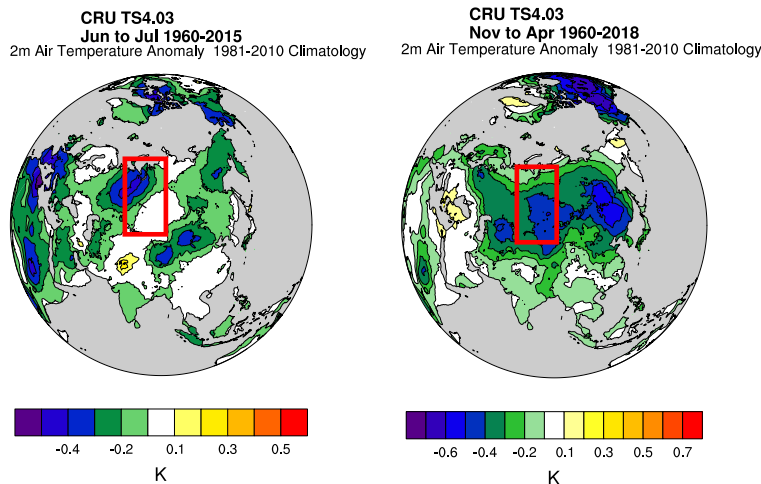 CRU TS4.03
Jun to Jul 1960-2015
2m Air Temperature Anomaly 1981-2010 Climatology
-0.4 -0.2 0.1 0.3 0.5
K
CRU TS4.03
Nov to Apr 1960-2018
2m Air Temperature Anomaly 1981-2010 Climatology
-0.6 -0.4 -0.2 0.1 0.3 0.5 0.7
K